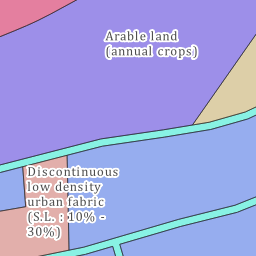 Arable land
(annual crops)
Discontinuous
low density
urban fabric
(S.L. : 10% -
30%)